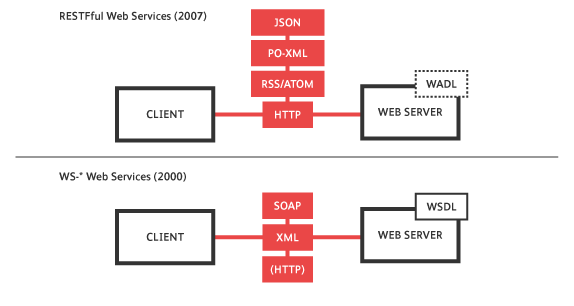 RESTFful Web Services (2007)
JSON
PO-XML
RSS/ATOM
WADL
CLIENT
HTTP
WEB SERVER
WS-* Web Services (2000)
SOAP
WSDL
CLIENT
XML
WEB SERVER
(HTTP)